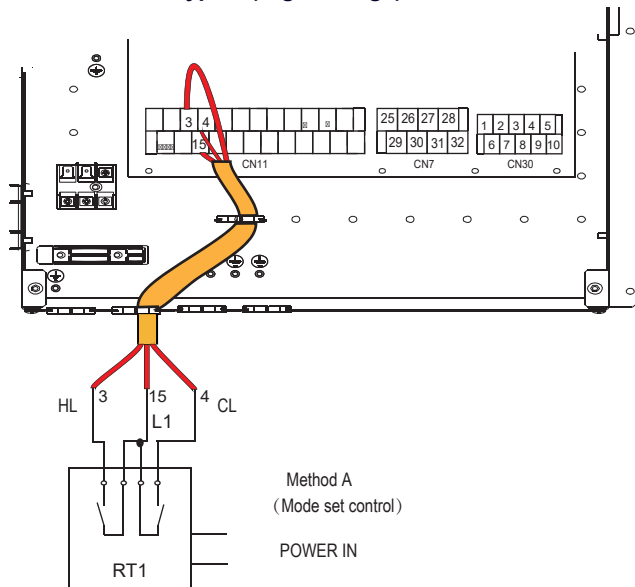 3 4
15
CN11
25 26 27 28
29 30 31 32
CN7
1 2 3 4 5
6 7 8 9 10
CN30
HL 3 15 4 CL
L1
Method A
(Mode set control)
POWER IN
RT1